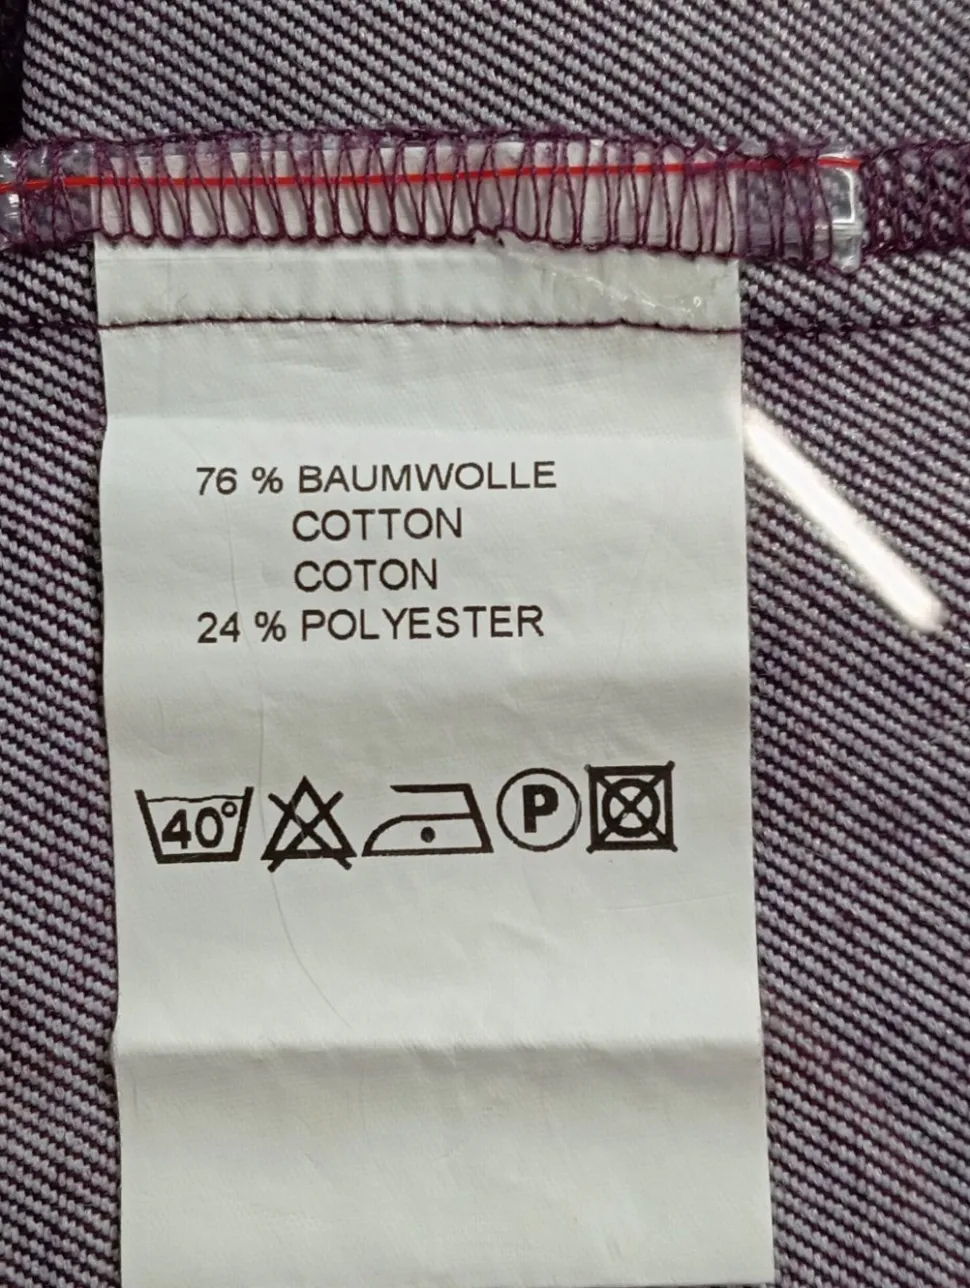 76 % BAUMWOLLE
COTTON
COTON
24 % POLYESTER
40° P